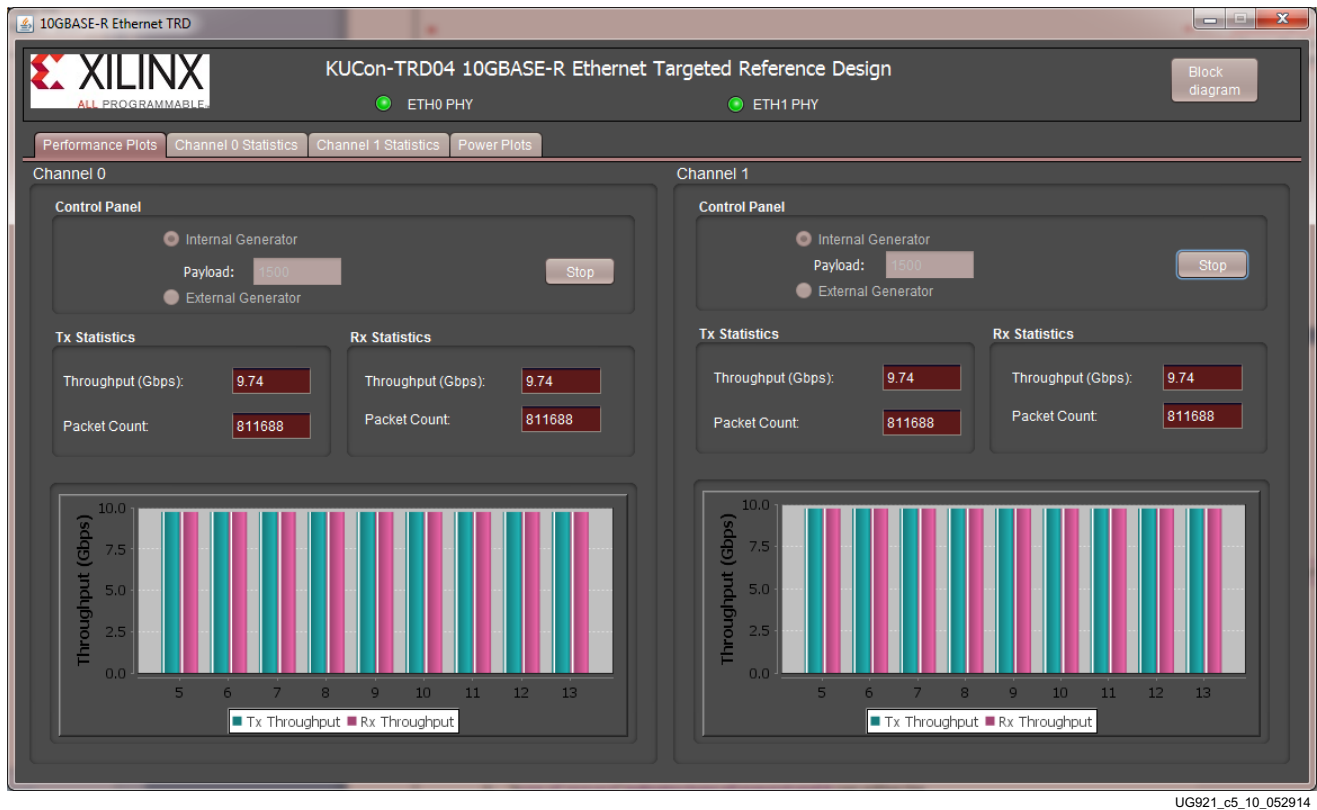 10GBASE-R Ethernet TRD
XILINX
ALL PROGRAMMABLE
KUCon-TRD04 10GBASE-R Ethernet Targeted Reference Design
ETH0 PHY
ETH1 PHY
Block
diagram
Performance Plots
Channel 0 Statistics
Channel 1 Statistics
Power Plots
Channel 0
Control Panel
Internal Generator
Payload: 1500
Stop
External Generator
Tx Statistics
Throughput (Gbps): 9.74
Packet Count: 811688
Rx Statistics
Throughput (Gbps): 9.74
Packet Count: 811688
Throughput (Gbps)
10.0
7.5
5.0
2.5
0.0
5 6 7 8 9 10 11 12 13
Tx Throughput Rx Throughput
Channel 1
Control Panel
Internal Generator
Payload: 1500
Stop
External Generator
Tx Statistics
Throughput (Gbps): 9.74
Packet Count: 811688
Rx Statistics
Throughput (Gbps): 9.74
Packet Count: 811688
Throughput (Gbps)
10.0
7.5
5.0
2.5
0.0
5 6 7 8 9 10 11 12 13
Tx Throughput Rx Throughput
UG921_c5_10_052914